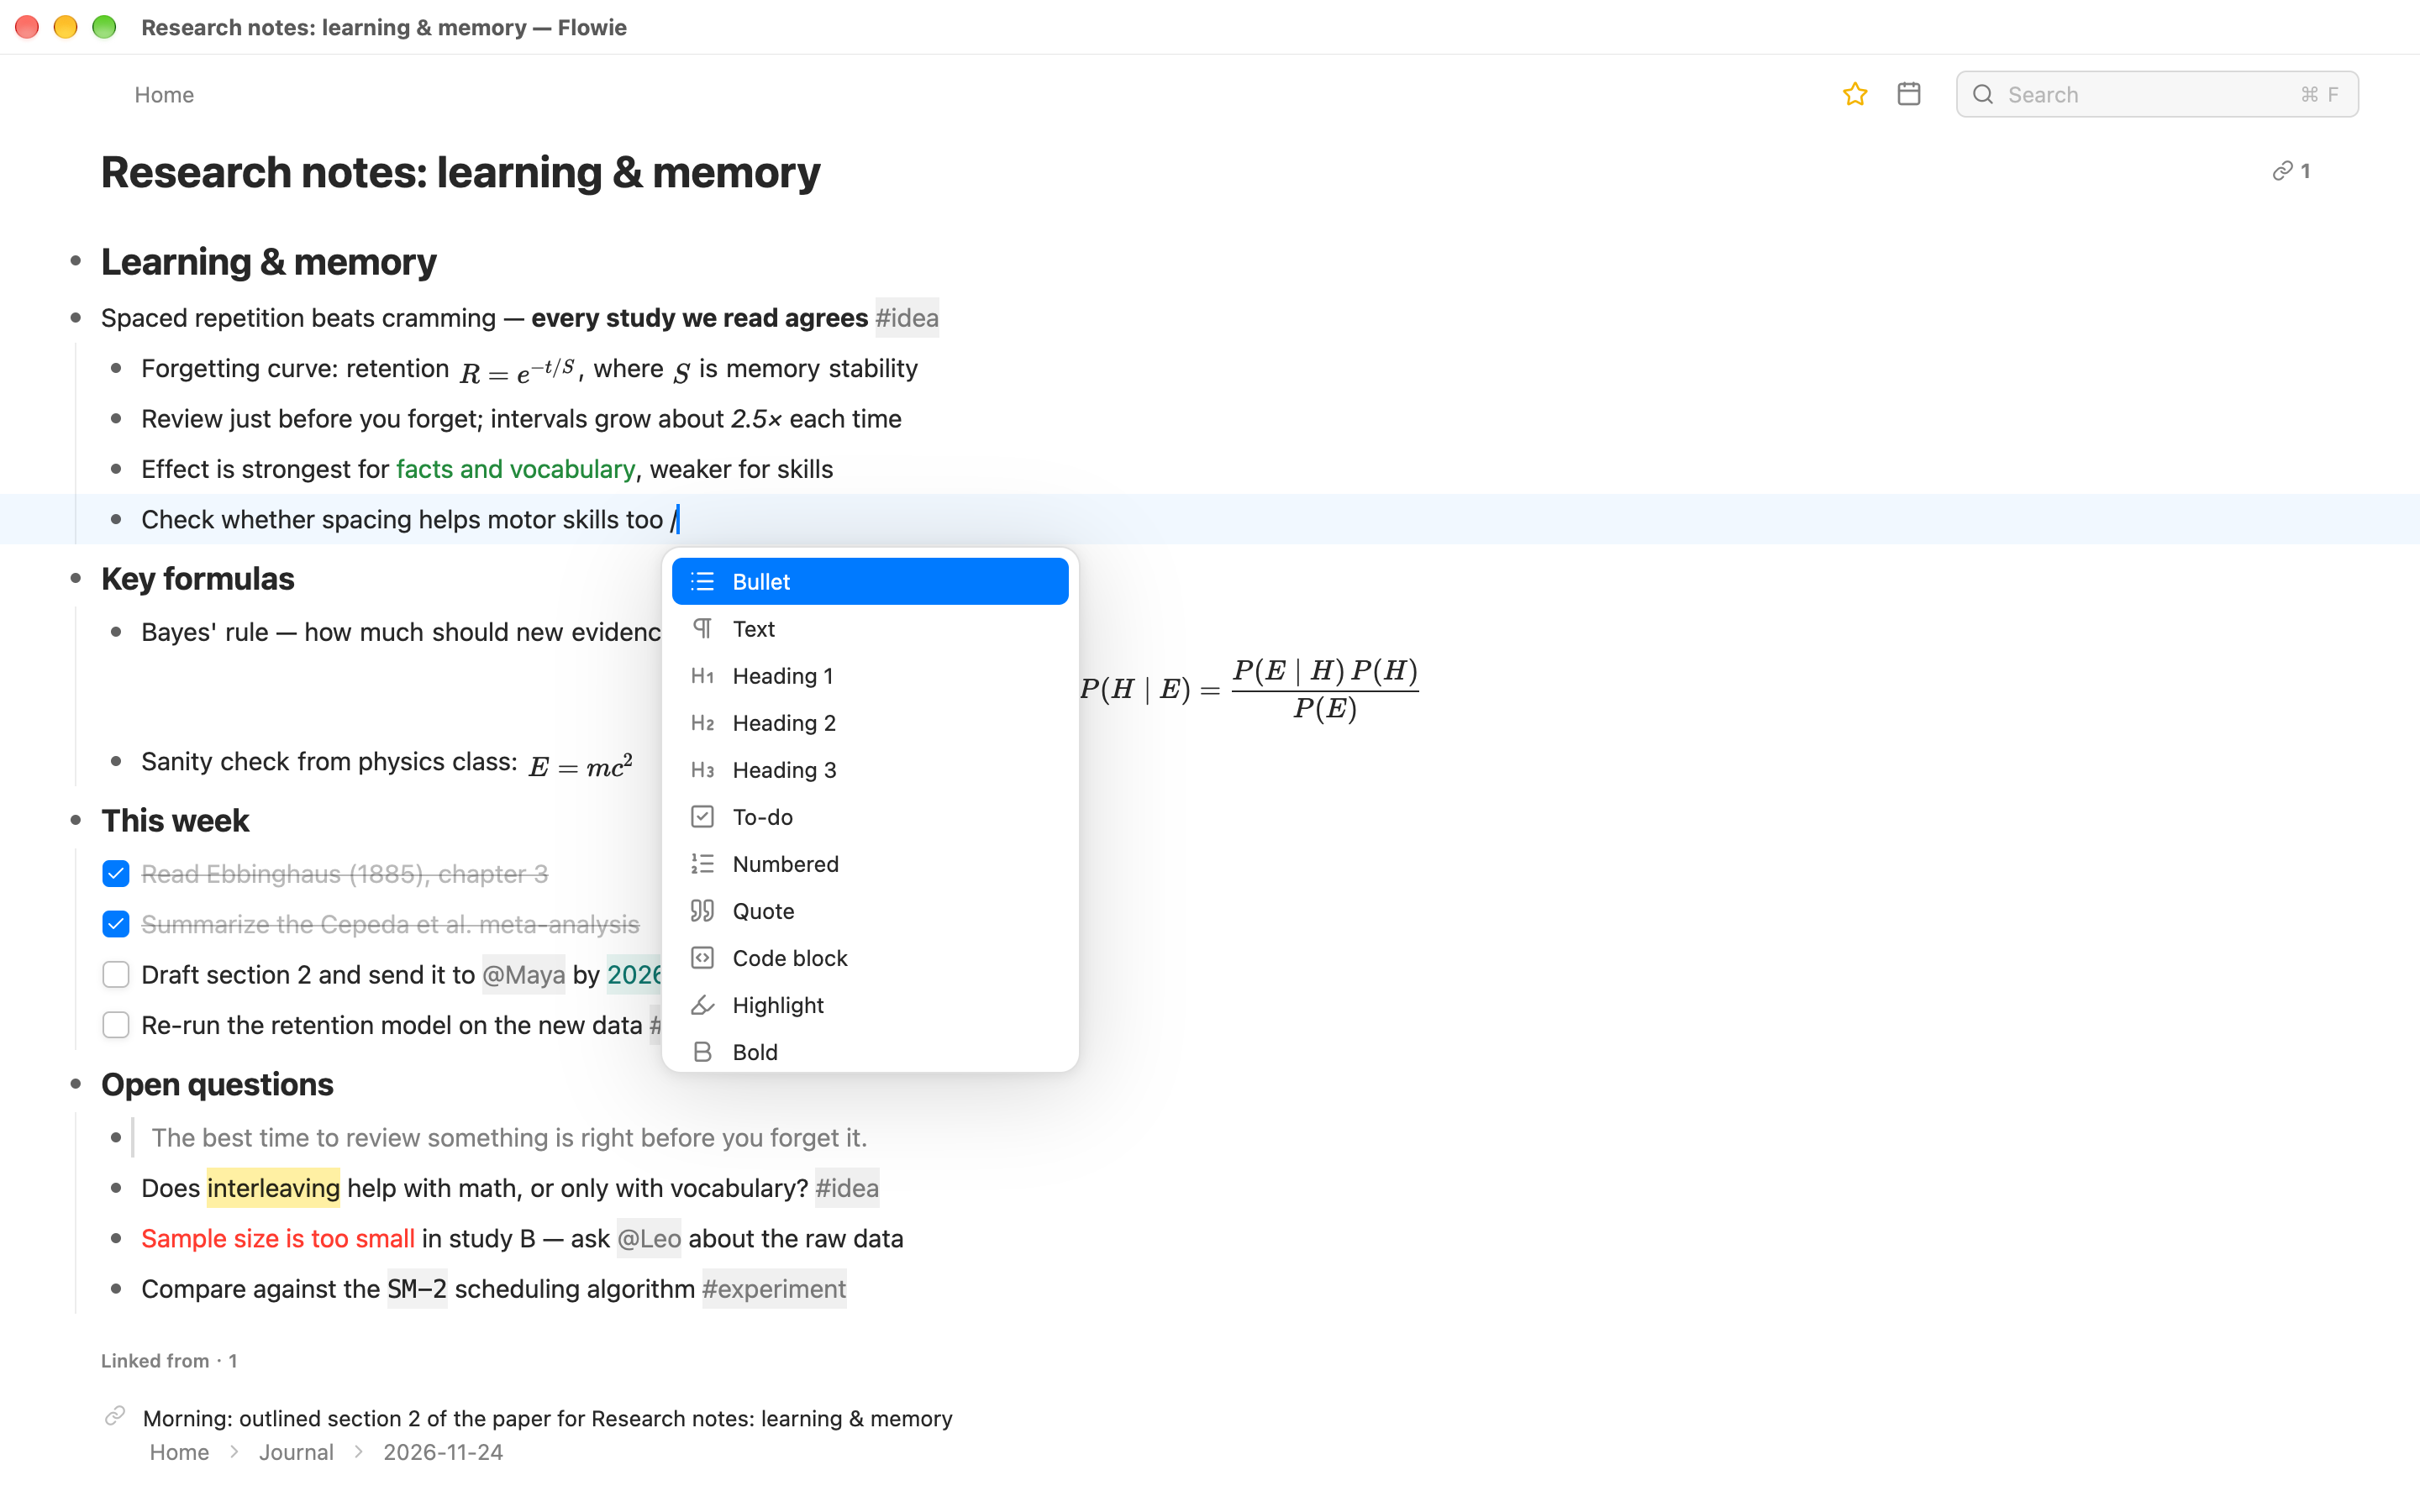 Research notes: learning & memory — Flowie
Home
Search ⌘ F
Research notes: learning & memory
1
Learning & memory
Spaced repetition beats cramming — every study we read agrees #idea
Forgetting curve: retention R = e^{-t/S}, where S is memory stability
Review just before you forget; intervals grow about 2.5× each time
Effect is strongest for facts and vocabulary, weaker for skills
Check whether spacing helps motor skills too /
Bullet
Text
H1 Heading 1
H2 Heading 2
H3 Heading 3
To-do
Numbered
Quote
Code block
Highlight
B Bold
Key formulas
Bayes' rule — how much should new
P(H | E) = P(E | H) P(H) / P(E)
Sanity check from physics class: E = mc²
This week
Read Ebbinghaus (1885), chapter 3
Summarize the Cepeda et al. meta-analysis
Draft section 2 and send it to @Maya by 2026
Re-run the retention model on the new data #
Open questions
The best time to review something is right before you forget it.
Does interleaving help with math, or only with vocabulary? #idea
Sample size is too small in study B — ask @Leo about the raw data
Compare against the SM-2 scheduling algorithm #experiment
Linked from · 1
Morning: outlined section 2 of the paper for Research notes: learning & memory
Home > Journal > 2026-11-24